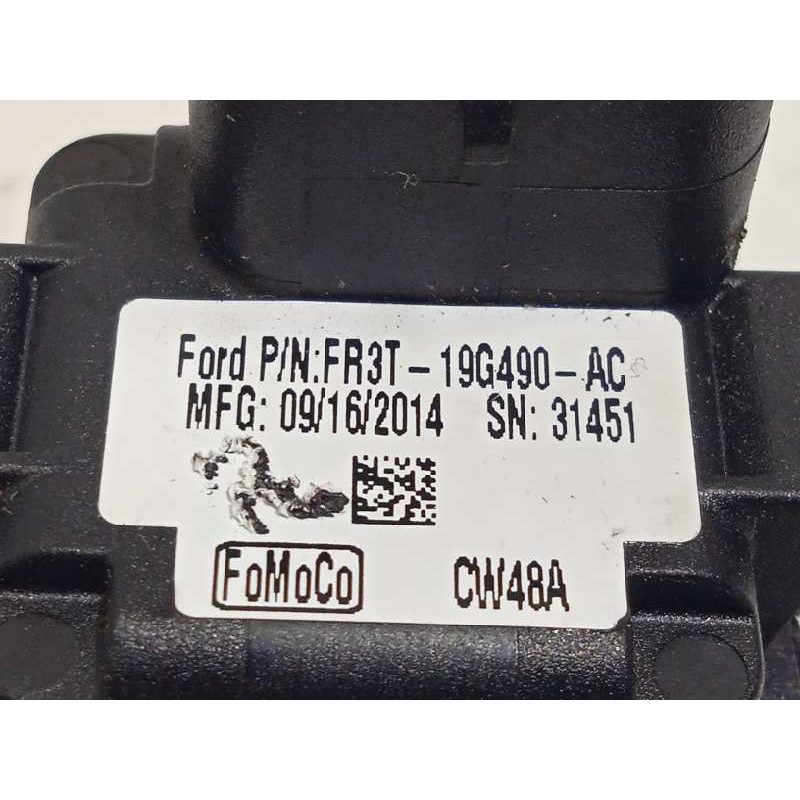 Ford P/N:FR3T-19G490-AC
MFG: 09/16/2014 SN: 31451
FoMoCo CW48A